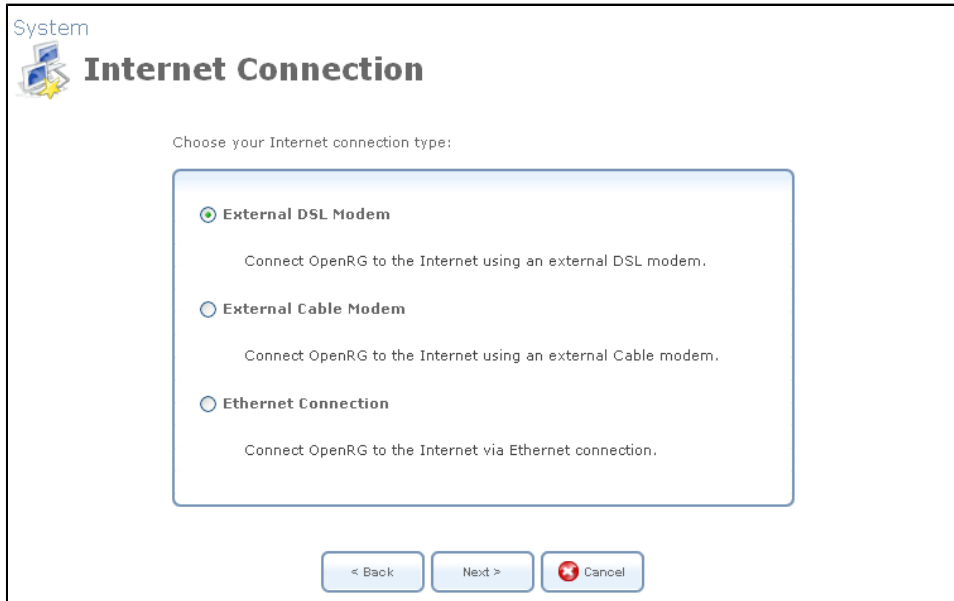 System
Internet Connection
Choose your Internet connection type:
External DSL Modem
Connect OpenRG to the Internet using an external DSL modem.
External Cable Modem
Connect OpenRG to the Internet using an external Cable modem.
Ethernet Connection
Connect OpenRG to the Internet via Ethernet connection.
< Back
Next >
Cancel